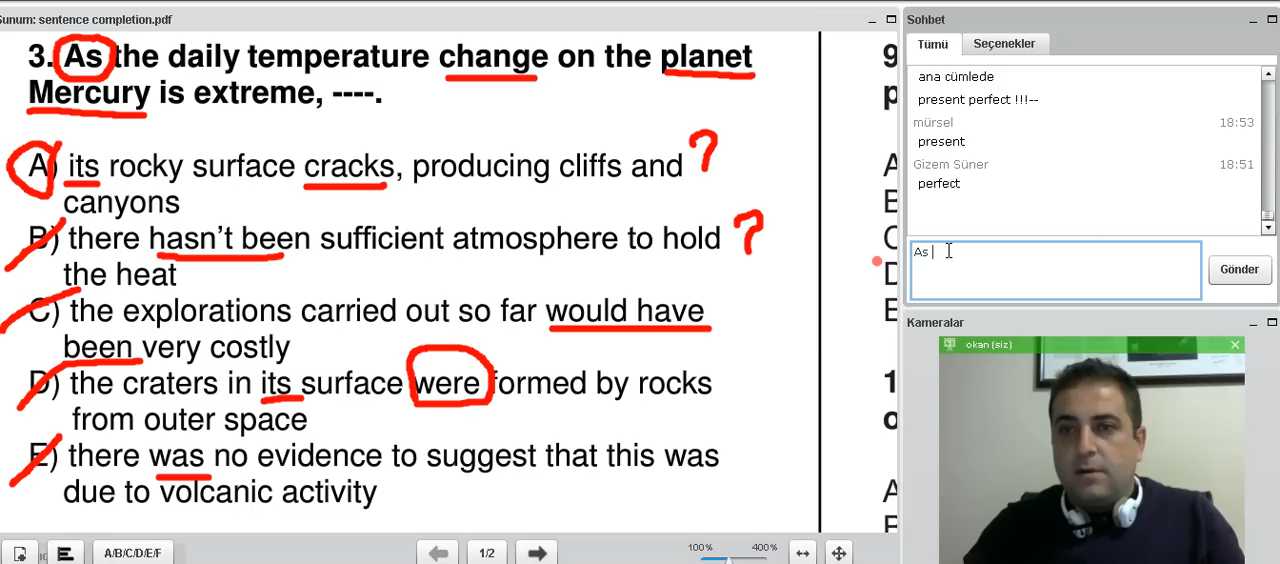 Sunum: sentence completion.pdf
3. As the daily temperature change on the planet
Mercury is extreme, ----.
A) its rocky surface cracks, producing cliffs and
canyons
B) there hasn't been sufficient atmosphere to hold
the heat
C) the explorations carried out so far would have
been very costly
D) the craters in its surface were formed by rocks
from outer space
E) there was no evidence to suggest that this was
due to volcanic activity
?
?
9
p
A
B
C
D
E
1
o
A
B
A/B/C/D/E/F
1/2
100%
400%
Sohbet
Tümü
Seçenekler
ana cümlede
present perfect !!!--
mürsel
18:53
present
Gizem Süner
18:51
perfect
As
Gönder
Kameralar
okan (siz)